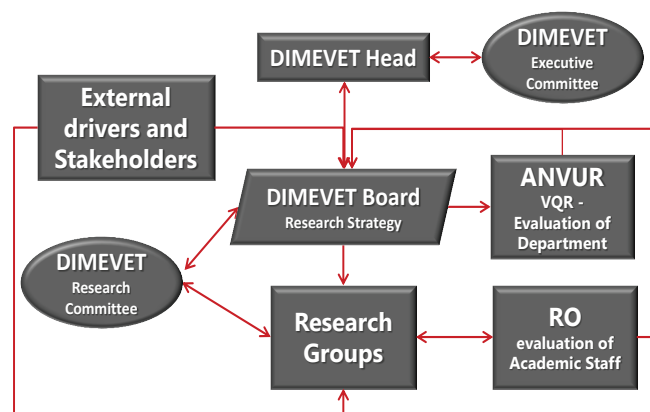 DIMEVET Head
DIMEVET
Executive
Committee
External
drivers and
Stakeholders
DIMEVET Board
Research Strategy
ANVUR
VQR -
Evaluation of
Department
DIMEVET
Research
Committee
Research
Groups
RO
evaluation of
Academic Staff